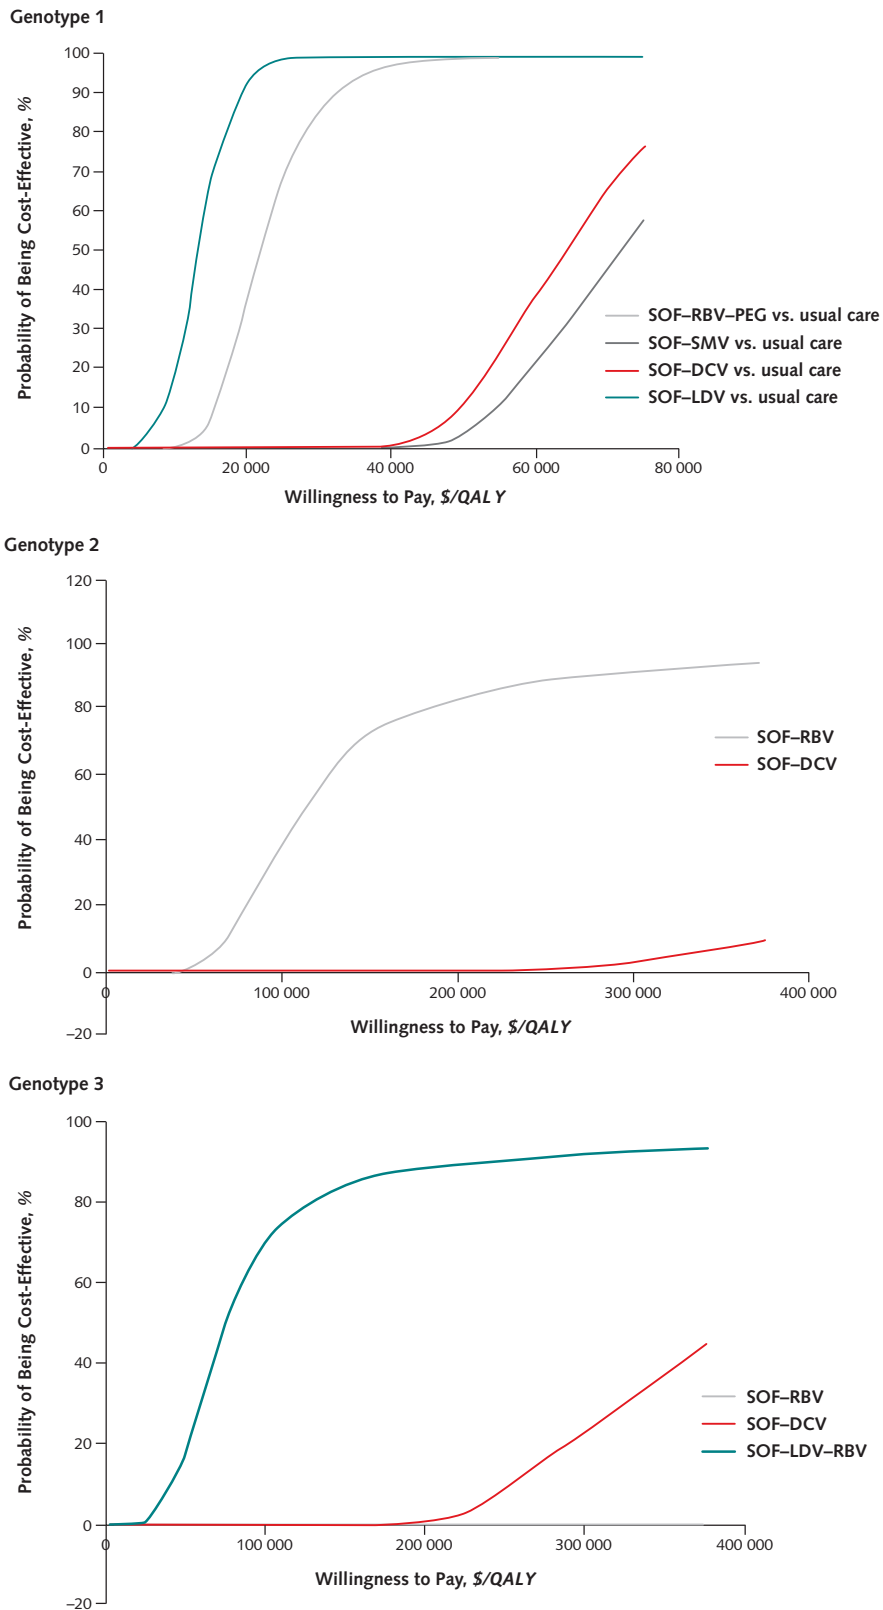 Genotype 1
100
90
80
70
60
50
40
30
20
10
0
Probability of Being Cost-Effective, %
0
20 000
40 000
60 000
80 000
Willingness to Pay, $/QALY
SOF–RBV–PEG vs. usual care
SOF–SMV vs. usual care
SOF–DCV vs. usual care
SOF–LDV vs. usual care
Genotype 2
120
100
80
60
40
20
0
–20
Probability of Being Cost-Effective, %
0
100 000
200 000
300 000
400 000
Willingness to Pay, $/QALY
SOF–RBV
SOF–DCV
Genotype 3
100
80
60
40
20
0
–20
Probability of Being Cost-Effective, %
0
100 000
200 000
300 000
400 000
Willingness to Pay, $/QALY
SOF–RBV
SOF–DCV
SOF–LDV–RBV